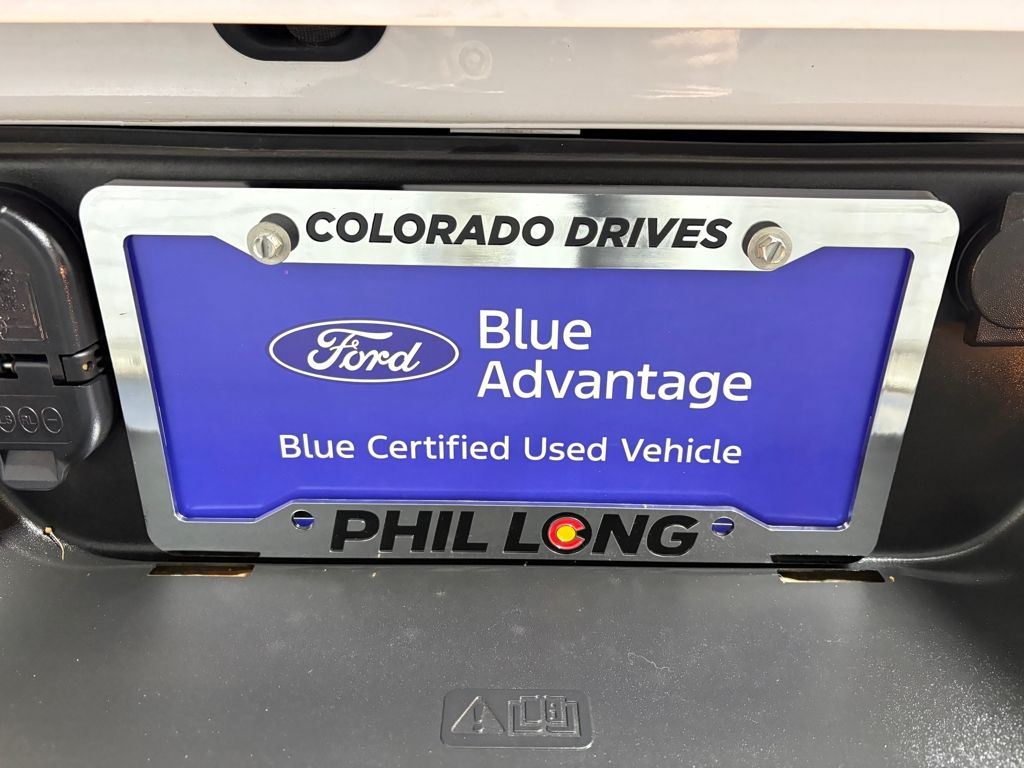 COLORADO DRIVES
Ford
Blue
Advantage
Blue Certified Used Vehicle
PHIL LONG